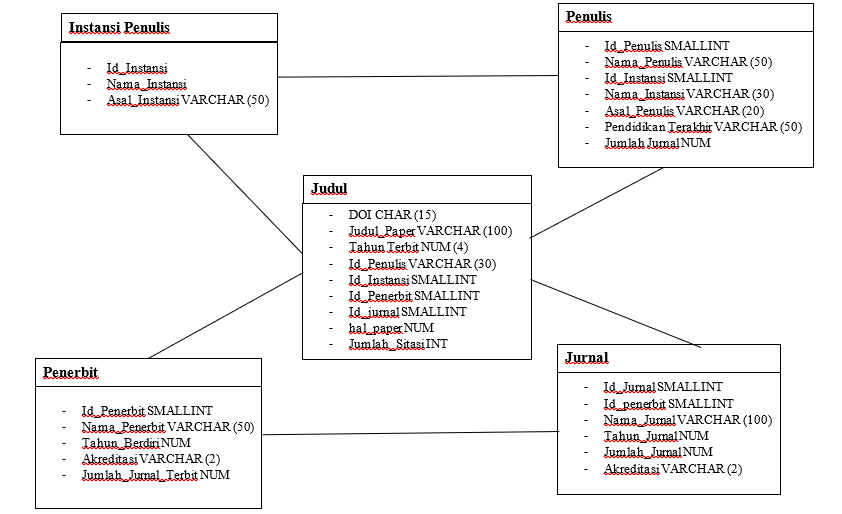 Instansi Penulis
- Id_Instansi
- Nama_Instansi
- Asal_Instansi VARCHAR (50)
Penulis
- Id_Penulis SMALLINT
- Nama_Penulis VARCHAR (50)
- Id_Instansi SMALLINT
- Nama_Instansi VARCHAR (30)
- Asal_Penulis VARCHAR (20)
- Pendidikan Terakhir VARCHAR (50)
- Jumlah Jurnal NUM
Judul
- DOI CHAR (15)
- Judul_Paper VARCHAR (100)
- Tahun Terbit NUM (4)
- Id_Penulis VARCHAR (30)
- Id_Instansi SMALLINT
- Id_Penerbit SMALLINT
- Id_jurnal SMALLINT
- hal_paper NUM
- Jumlah_Sitasi INT
Penerbit
- Id_Penerbit SMALLINT
- Nama_Penerbit VARCHAR (50)
- Tahun_Berdiri NUM
- Akreditasi VARCHAR (2)
- Jumlah_Jurnal_Terbit NUM
Jurnal
- Id_Jurnal SMALLINT
- Id_penerbit SMALLINT
- Nama_Jurnal VARCHAR (100)
- Tahun_Jurnal NUM
- Jumlah_Jurnal NUM
- Akreditasi VARCHAR (2)